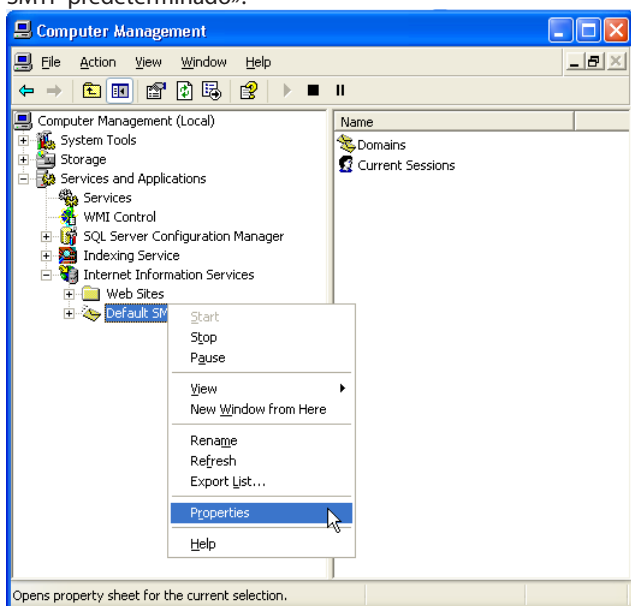 SMTP predeterminado».
Computer Management
File Action View Window Help
Computer Management (Local)
System Tools
Storage
Services and Applications
Services
WMI Control
SQL Server Configuration Manager
Indexing Service
Internet Information Services
Web Sites
Default SM
Name
Domains
Current Sessions
Start
Stop
Pause
View
New Window from Here
Rename
Refresh
Export List...
Properties
Help
Opens property sheet for the current selection.